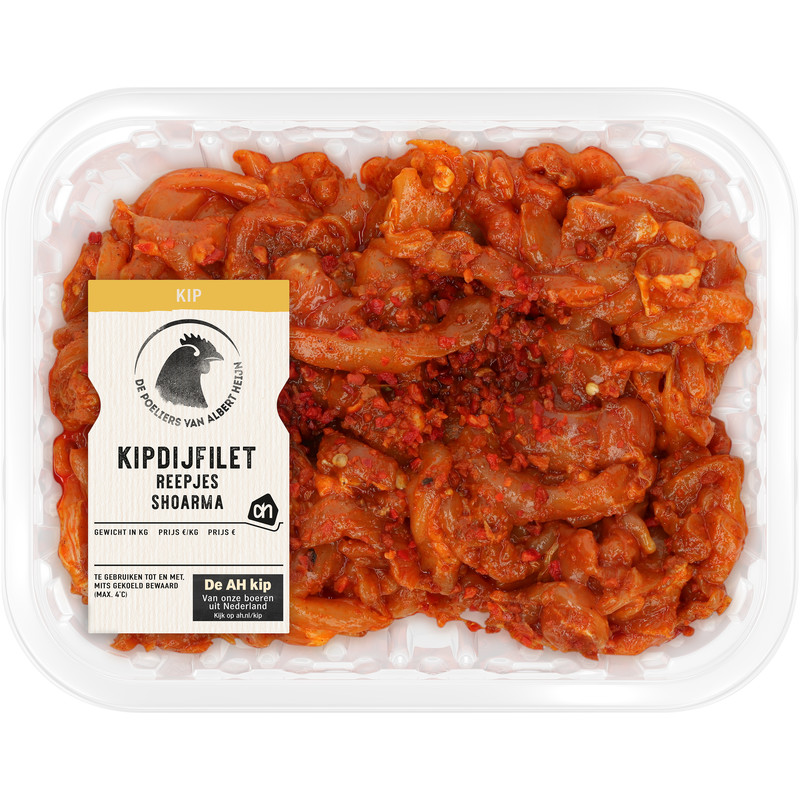 KIP
DE POELIERS VAN ALBERT HEIJN
KIPDIJFILET
REEPJES
SHOARMA
ah
GEWICHT IN KG PRIJS €/KG PRIJS €
TE GEBRUIKEN TOT EN MET,
MITS GEKOELD BEWAARD
(MAX. 4°C)
De AH kip
Van onze boeren
uit Nederland
Kijk op ah.nl/kip